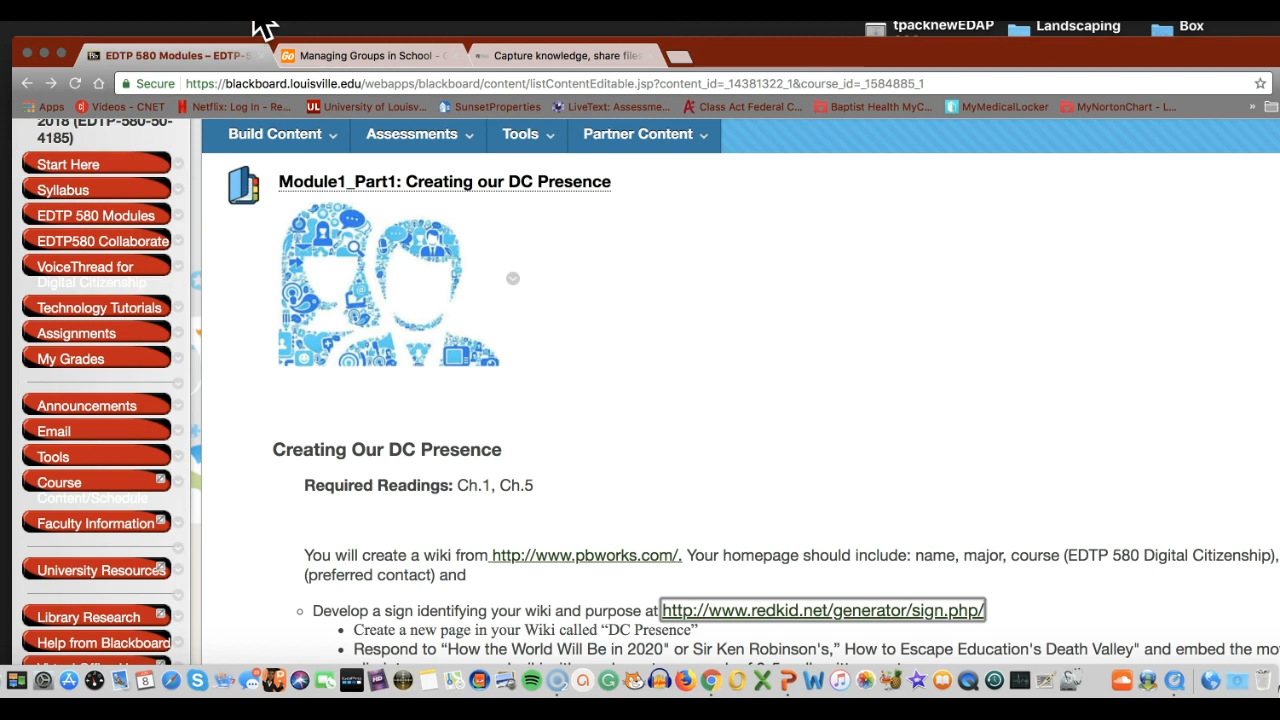 tpacknewEDAP
Landscaping
Box
EDTP 580 Modules – EDTP-5
Managing Groups in School - G
Capture knowledge, share files
Secure https://blackboard.louisville.edu/webapps/blackboard/content/listContentEditable.jsp?content_id=_14381322_1&course_id=_1584885_1
Apps Videos - CNET Netflix: Log In - Re... University of Louisv... SunsetProperties LiveText: Assessme... Class Act Federal C... Baptist Health MyC... MyMedicalLocker MyNortonChart - L... »
2018 (EDTP-580-50-
4185)
Build Content Assessments Tools Partner Content
Start Here
Syllabus
EDTP 580 Modules
EDTP580 Collaborate
VoiceThread for
Digital Citizenship
Technology Tutorials
Assignments
My Grades
Announcements
Email
Tools
Course
Content/Schedule
Faculty Information
University Resources
Library Research
Help from Blackboard
Module1_Part1: Creating our DC Presence
Creating Our DC Presence
Required Readings: Ch.1, Ch.5
You will create a wiki from http://www.pbworks.com/. Your homepage should include: name, major, course (EDTP 580 Digital Citizenship),
(preferred contact) and
Develop a sign identifying your wiki and purpose at http://www.redkid.net/generator/sign.php/
Create a new page in your Wiki called “DC Presence”
Respond to “How the World Will Be in 2020" or Sir Ken Robinson's,” How to Escape Education's Death Valley" and embed the mo